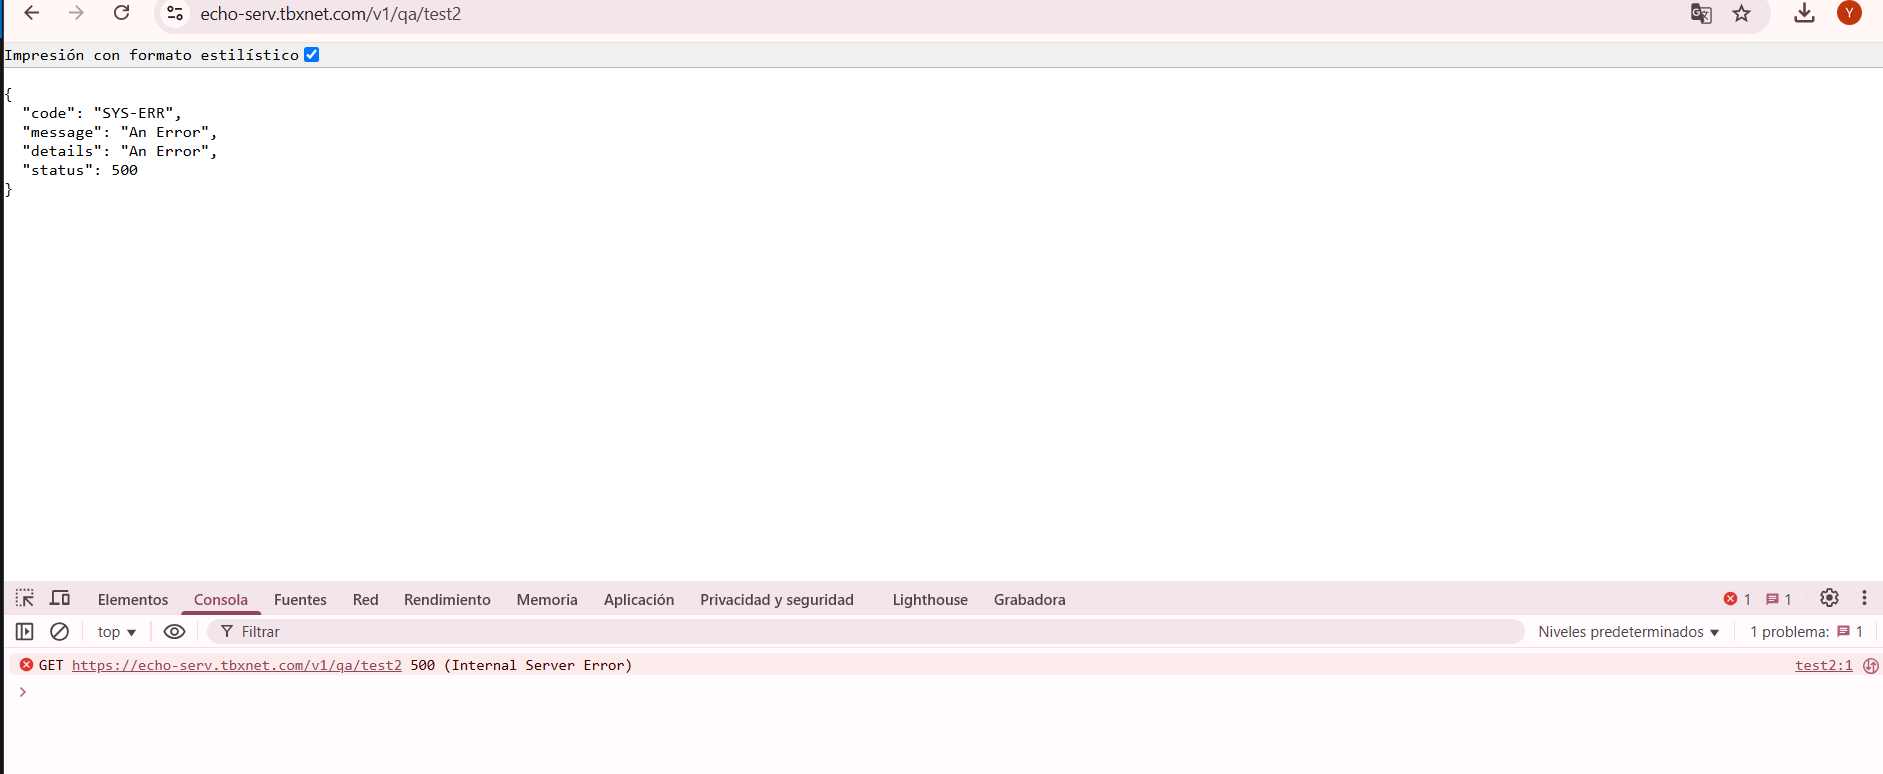 echo-serv.tbxnet.com/v1/qa/test2
Y
Impresión con formato estilístico
{
"code": "SYS-ERR",
"message": "An Error",
"details": "An Error",
"status": 500
}
Elementos Consola Fuentes Red Rendimiento Memoria Aplicación Privacidad y seguridad Lighthouse Grabadora 1 1
top Filtrar Niveles predeterminados 1 problema: 1
GET https://echo-serv.tbxnet.com/v1/qa/test2 500 (Internal Server Error) test2:1